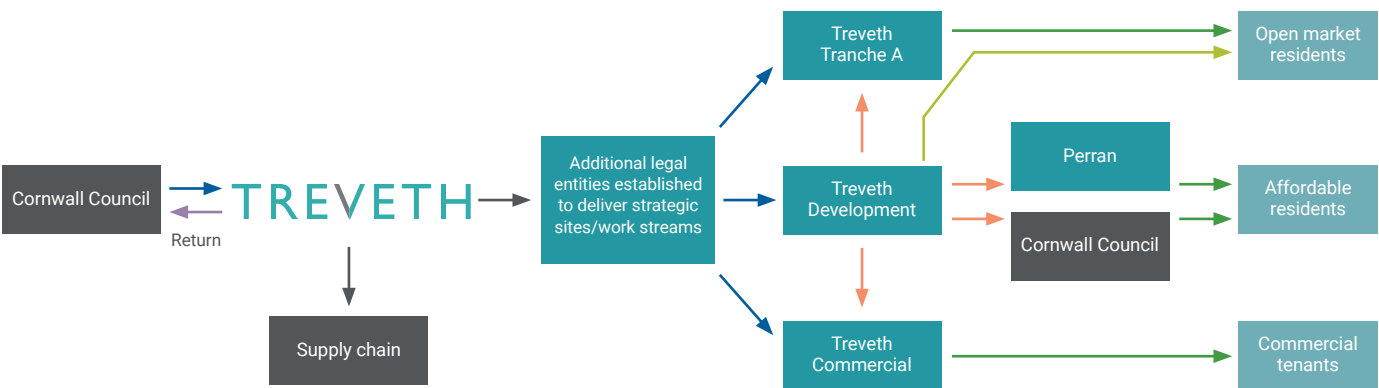 Cornwall Council
Return
TREVETH
Supply chain
Additional legal
entities established
to deliver strategic
sites/work streams
Treveth
Tranche A
Treveth
Development
Treveth
Commercial
Perran
Cornwall Council
Open market
residents
Affordable
residents
Commercial
tenants